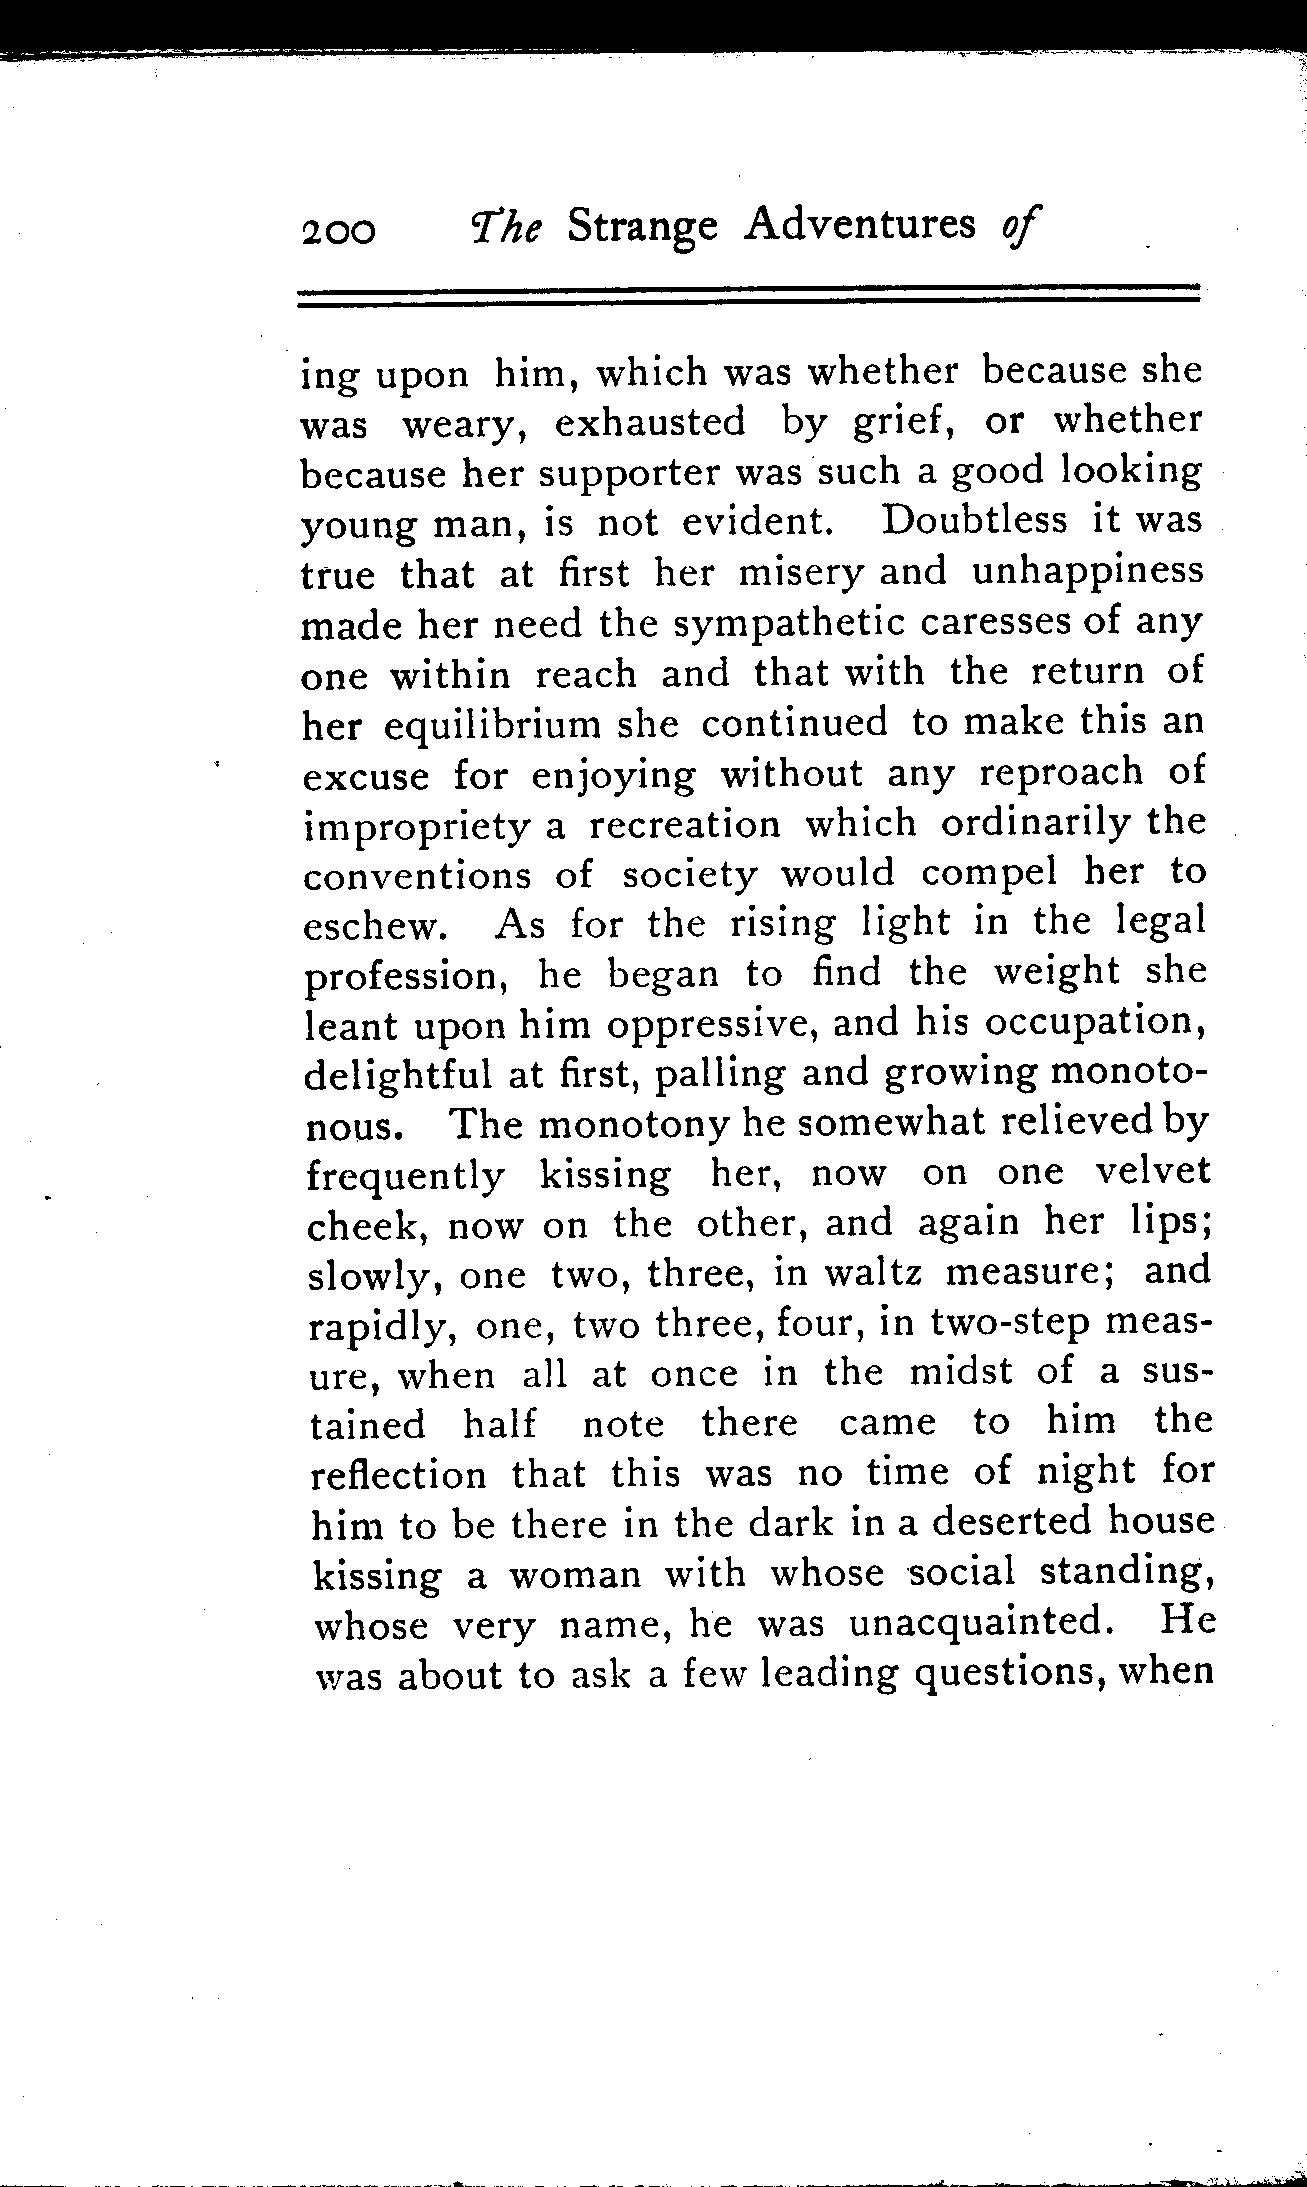 200 The Strange Adventures of
ing upon him, which was whether because she
was weary, exhausted by grief, or whether
because her supporter was such a good looking
young man, is not evident. Doubtless it was
true that at first her misery and unhappiness
made her need the sympathetic caresses of any
one within reach and that with the return of
her equilibrium she continued to make this an
excuse for enjoying without any reproach of
impropriety a recreation which ordinarily the
conventions of society would compel her to
eschew. As for the rising light in the legal
profession, he began to find the weight she
leant upon him oppressive, and his occupation,
delightful at first, palling and growing monoto-
nous. The monotony he somewhat relieved by
frequently kissing her, now on one velvet
cheek, now on the other, and again her lips;
slowly, one two, three, in waltz measure; and
rapidly, one, two three, four, in two-step meas-
ure, when all at once in the midst of a sus-
tained half note there came to him the
reflection that this was no time of night for
him to be there in the dark in a deserted house
kissing a woman with whose social standing,
whose very name, he was unacquainted. He
was about to ask a few leading questions, when